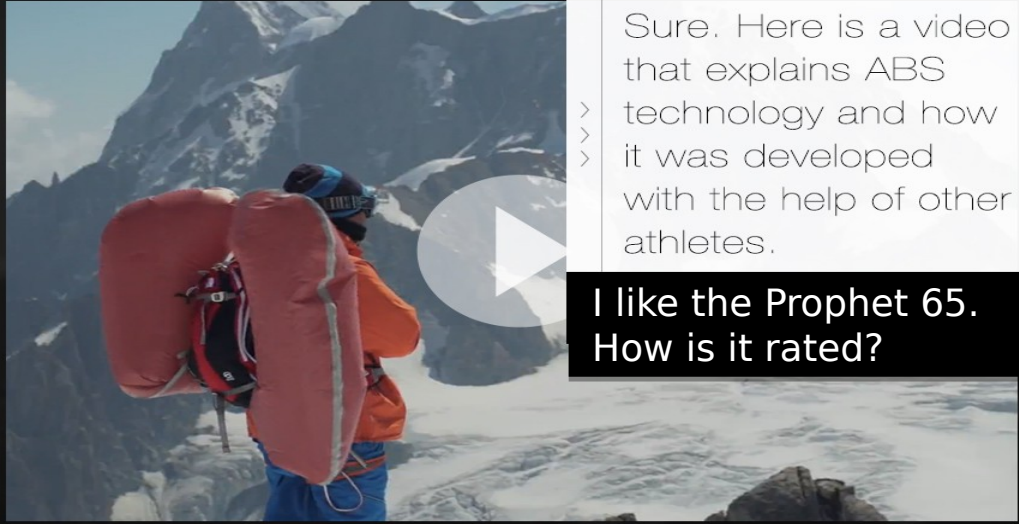 Sure. Here is a video
that explains ABS
technology and how
it was developed
with the help of other
athletes.
I like the Prophet 65.
How is it rated?